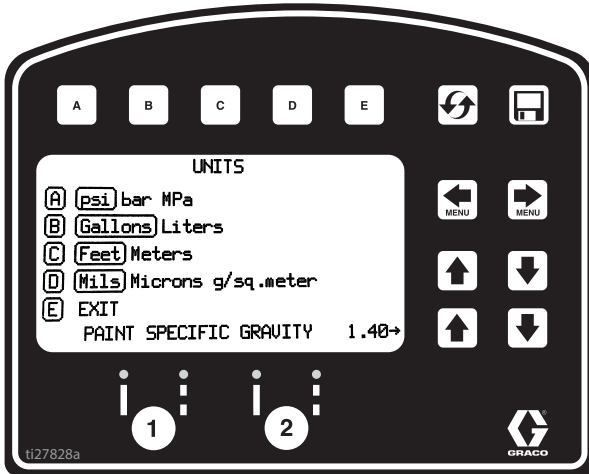 A B C D E
UNITS
A psi bar MPa
B Gallons Liters
C Feet Meters
D Mils Microns g/sq.meter
E EXIT
PAINT SPECIFIC GRAVITY 1.40→
MENU MENU
1 2
ti27828a
G
GRACO
®